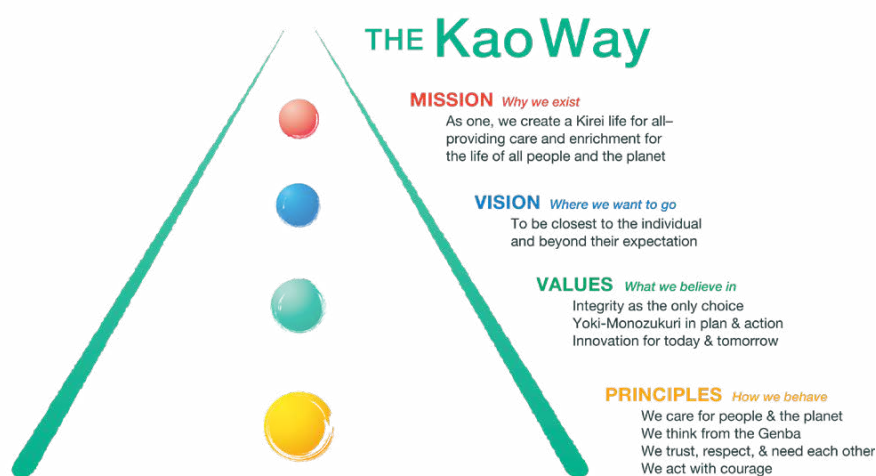 THE Kao Way
MISSION Why we exist
As one, we create a Kirei life for all–
providing care and enrichment for
the life of all people and the planet
VISION Where we want to go
To be closest to the individual
and beyond their expectation
VALUES What we believe in
Integrity as the only choice
Yoki-Monozukuri in plan & action
Innovation for today & tomorrow
PRINCIPLES How we behave
We care for people & the planet
We think from the Genba
We trust, respect, & need each other
We act with courage